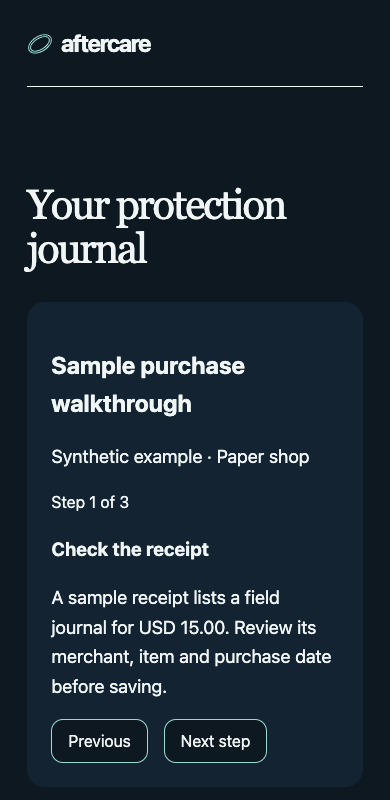 aftercare
Your protection
journal
Sample purchase
walkthrough
Synthetic example · Paper shop
Step 1 of 3
Check the receipt
A sample receipt lists a field
journal for USD 15.00. Review its
merchant, item and purchase date
before saving.
Previous
Next step